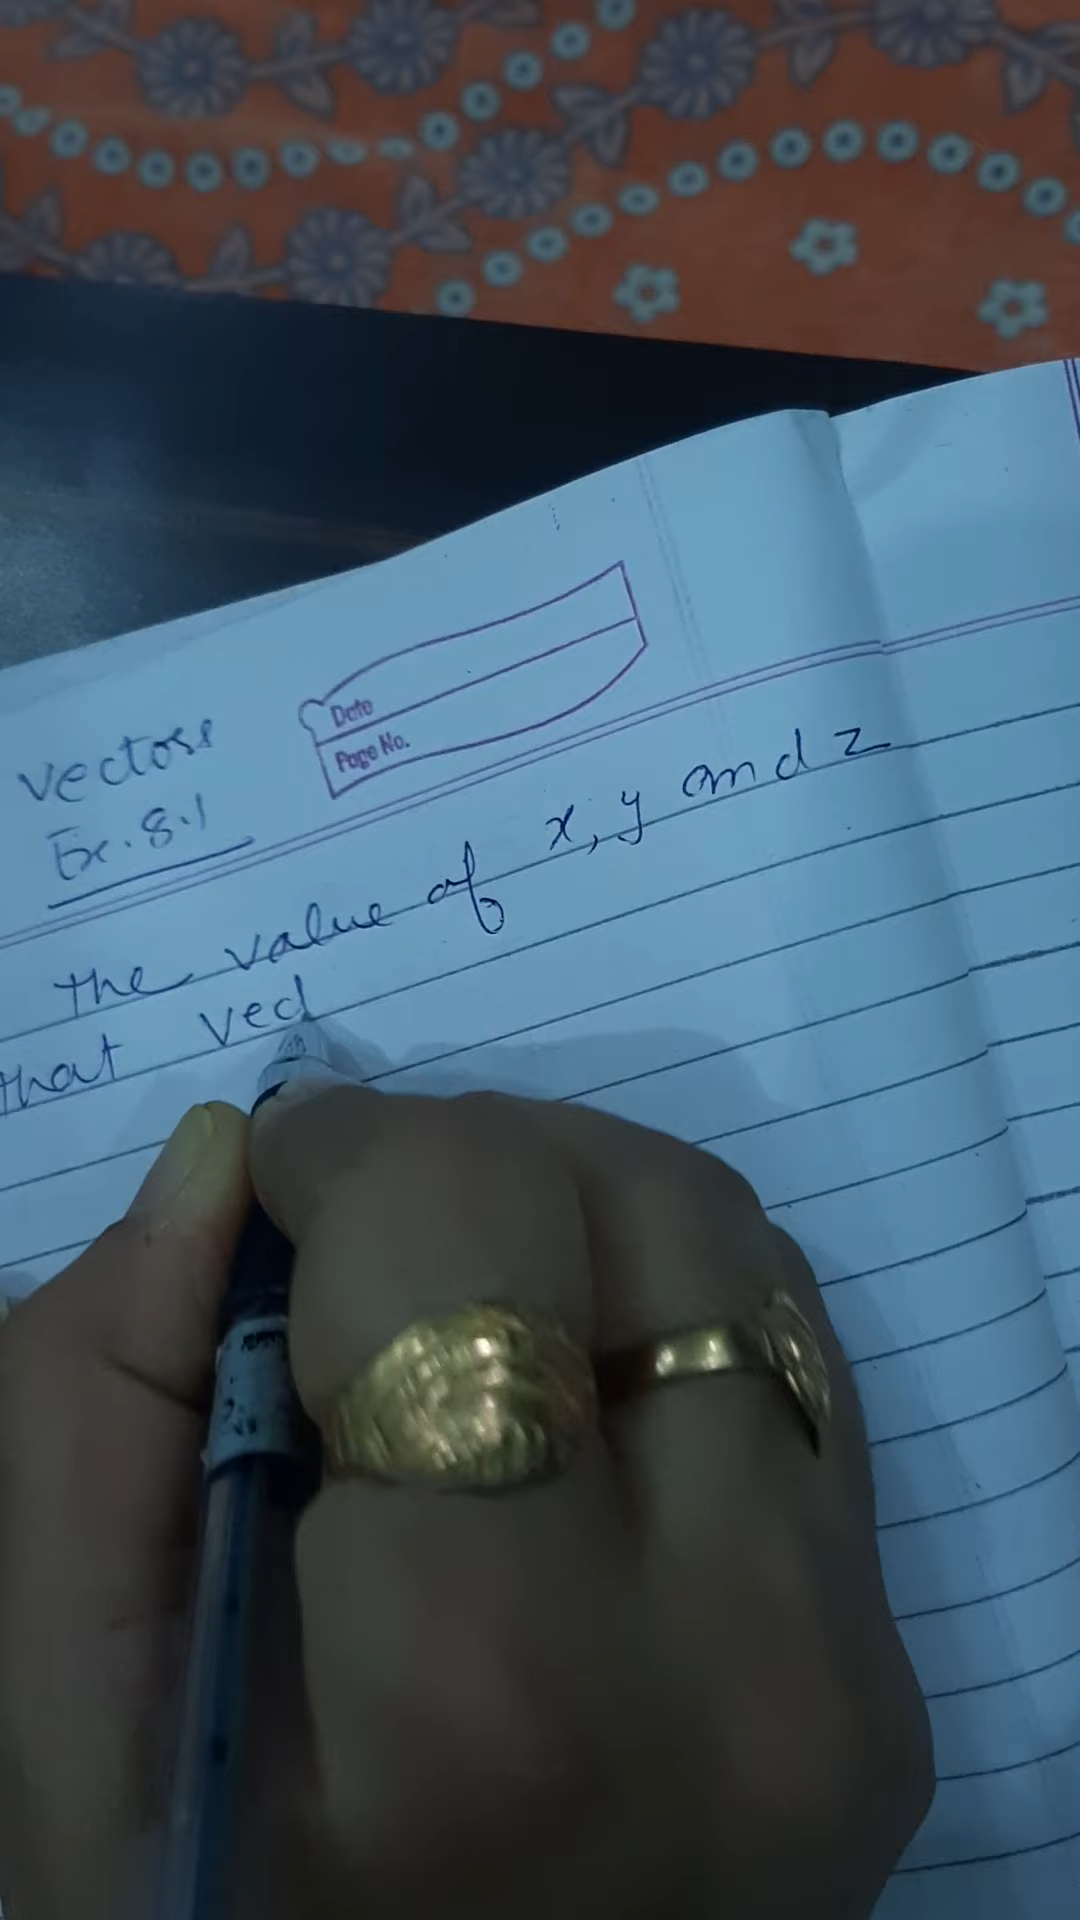 Date
Page No.
Vectors
Ex. 8.1
the value of x, y and z
that vec